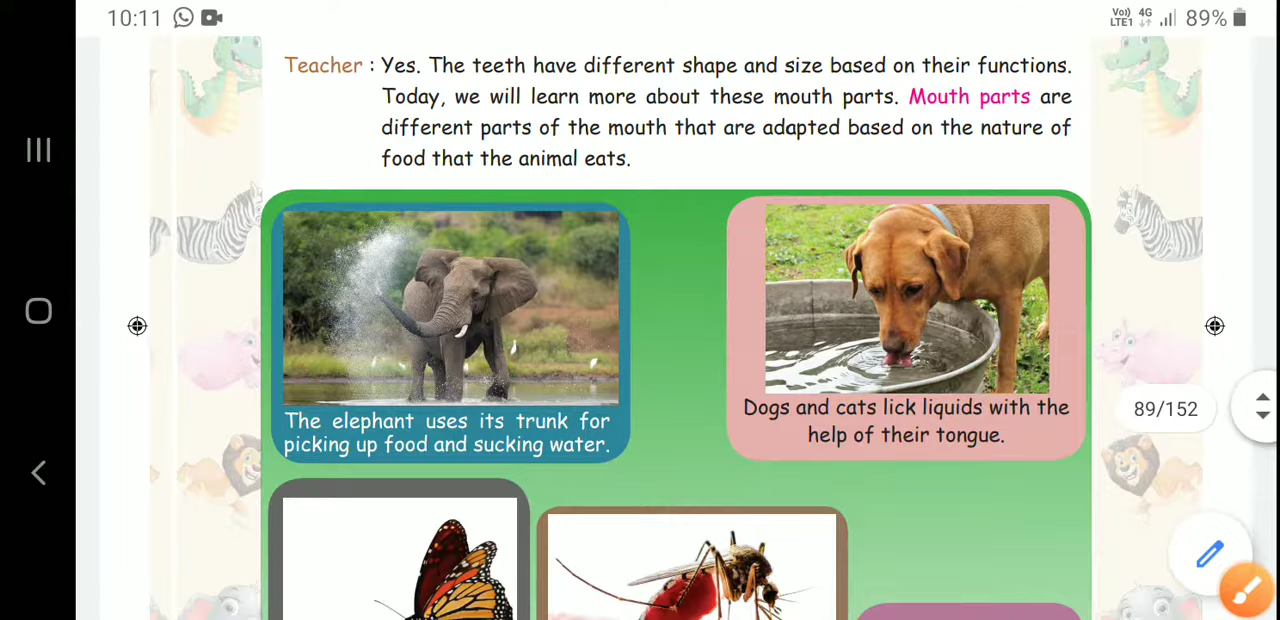 10:11
Vo)) 4G
LTE1
89%
Teacher : Yes. The teeth have different shape and size based on their functions.
Today, we will learn more about these mouth parts. Mouth parts are
different parts of the mouth that are adapted based on the nature of
food that the animal eats.
The elephant uses its trunk for
picking up food and sucking water.
Dogs and cats lick liquids with the
help of their tongue.
89/152